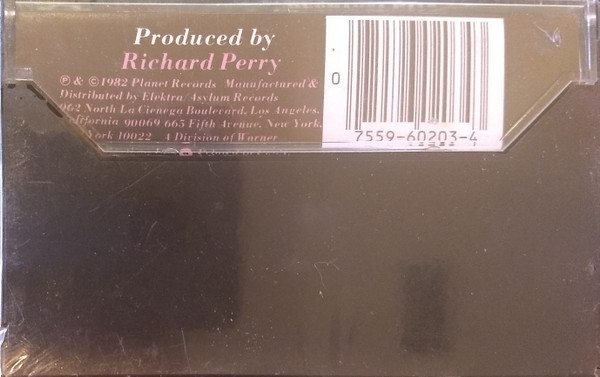 Produced by
Richard Perry
℗ & ©1982 Planet Records Manufactured &
Distributed by Elektra/Asylum Records
962 North La Cienega Boulevard, Los Angeles,
California 90069 665 Fifth Avenue, New York,
York 10022 A Division of Warner
0
7559-60203-4